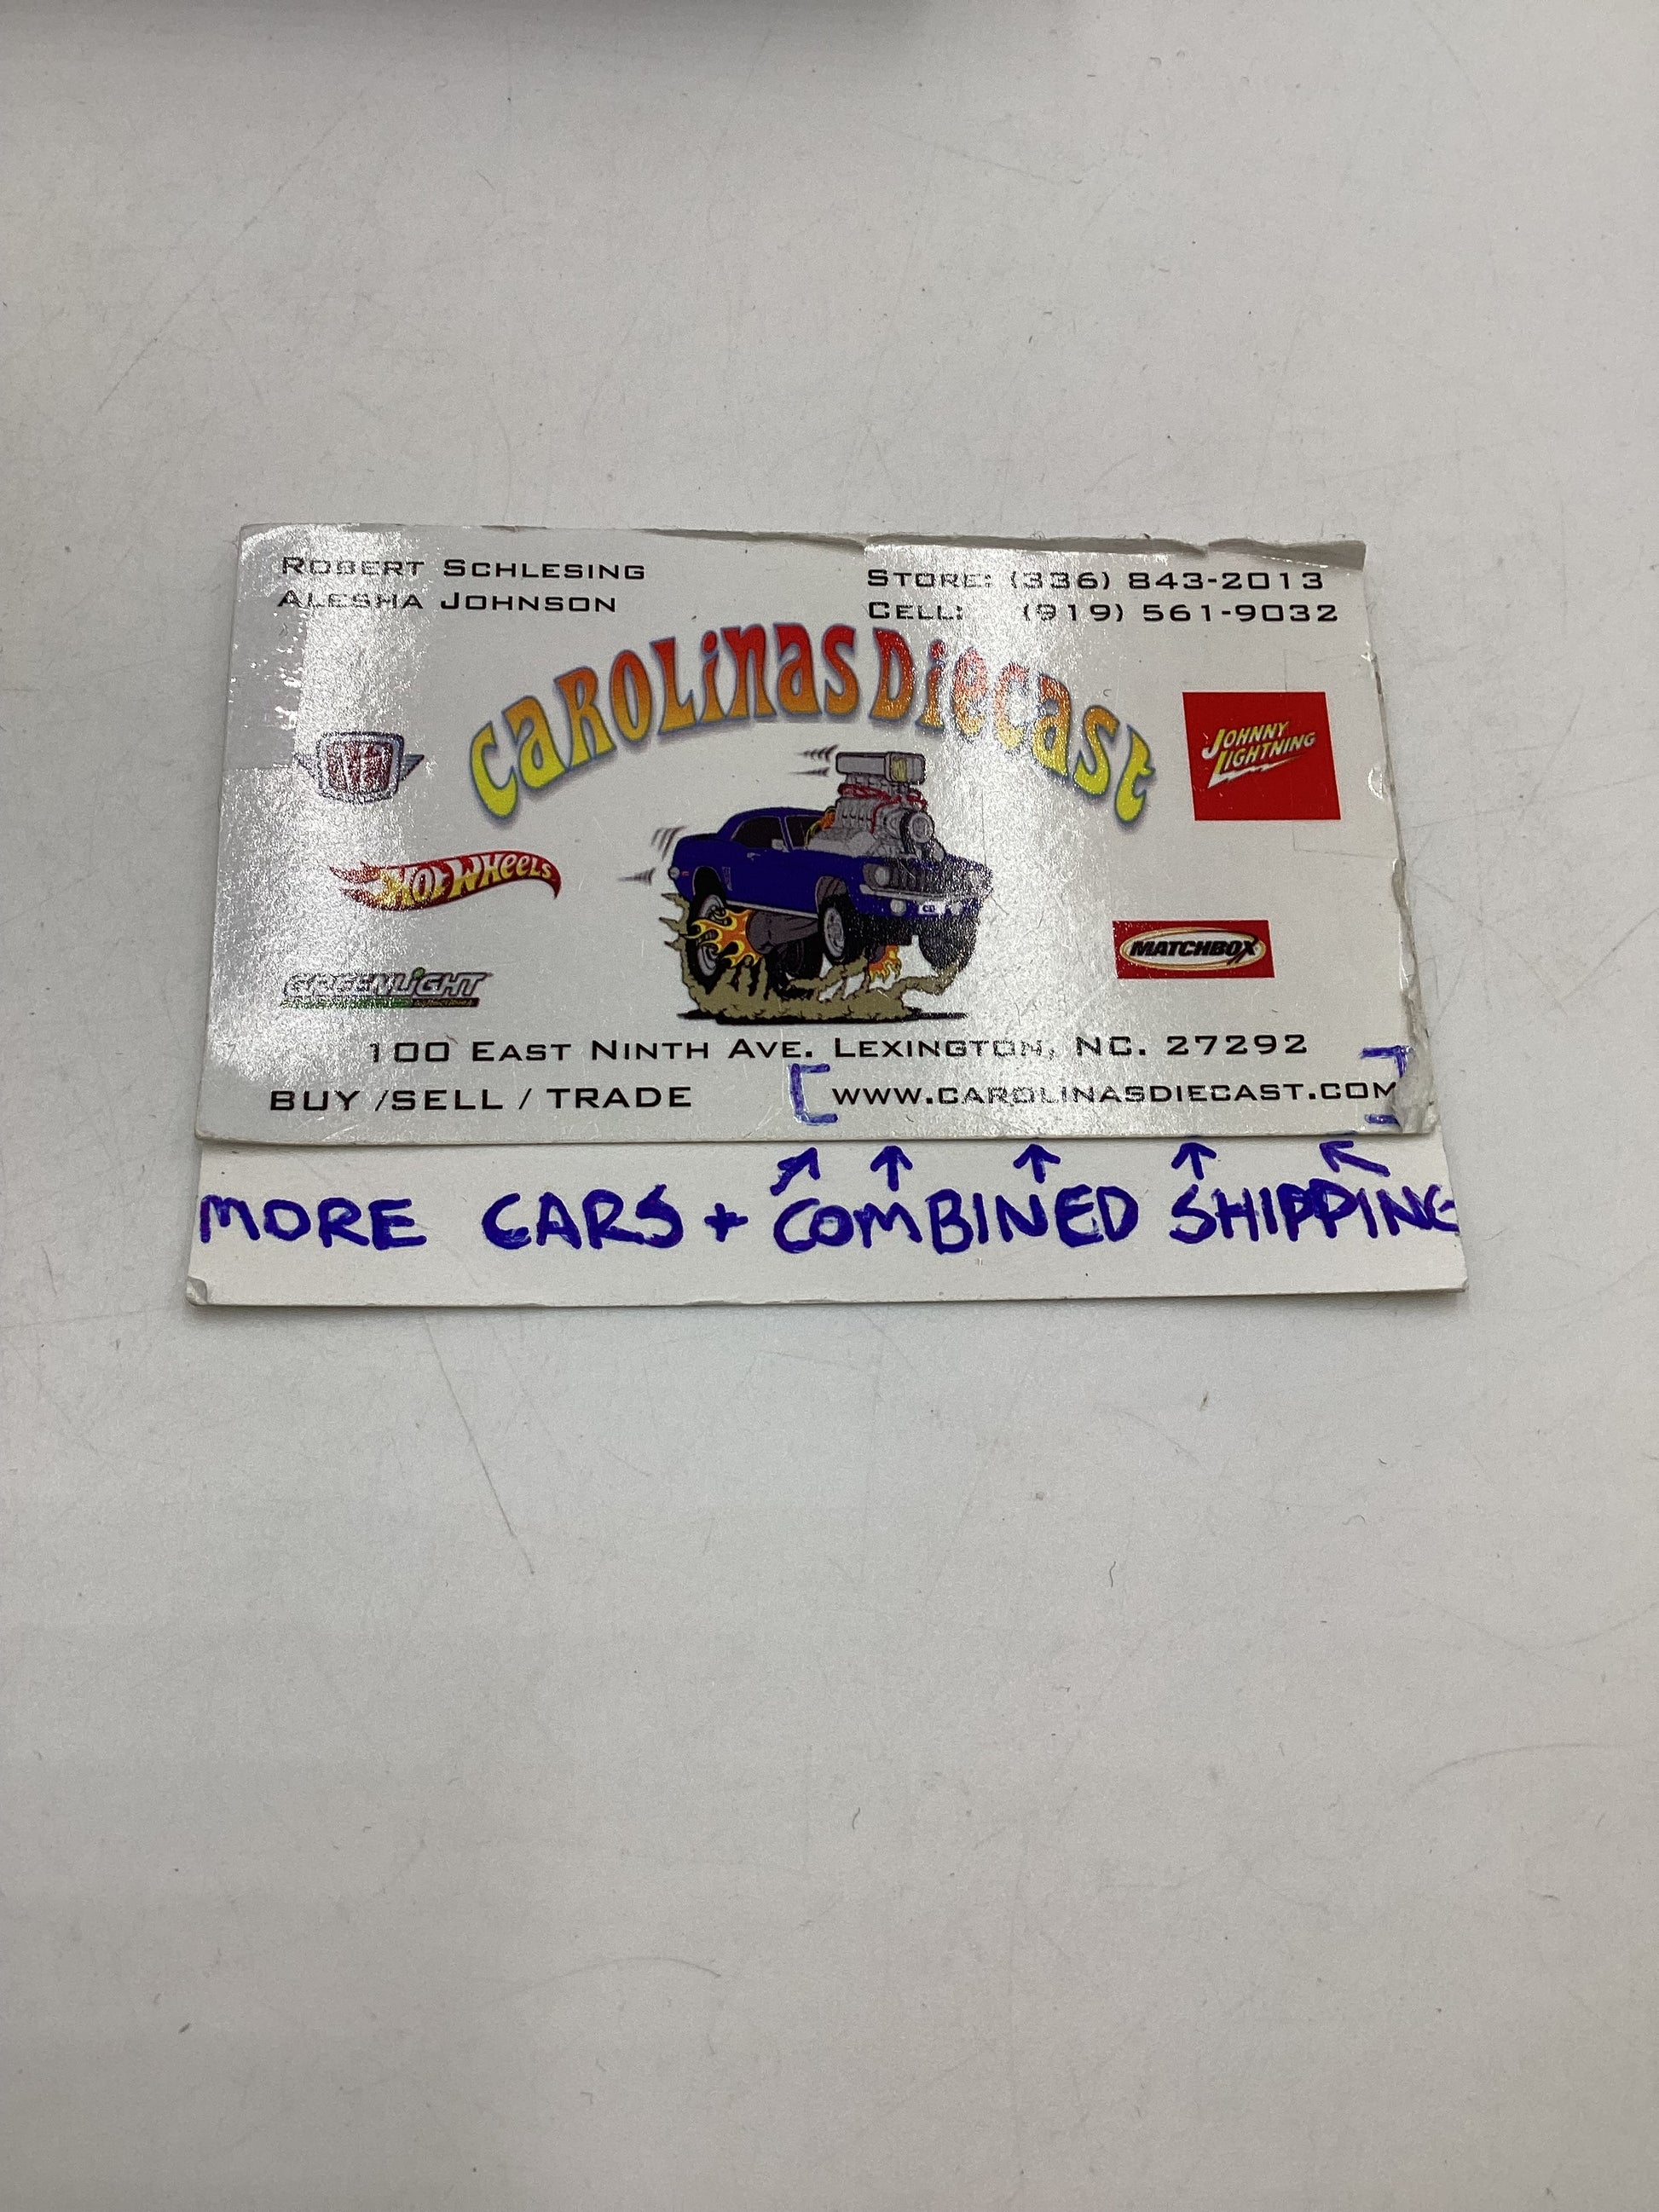 ROBERT SCHLESING
ALESHA JOHNSON
STORE: (336) 843-2013
CELL: (919) 561-9032
CAROLINAS DIECAST
JOHNNY LIGHTNING
HOT WHEELS
MATCHBOX
GREENLIGHT
100 EAST NINTH AVE. LEXINGTON, NC. 27292
BUY /SELL / TRADE [WWW.CAROLINASDIECAST.COM]
MORE CARS + COMBINED SHIPPING